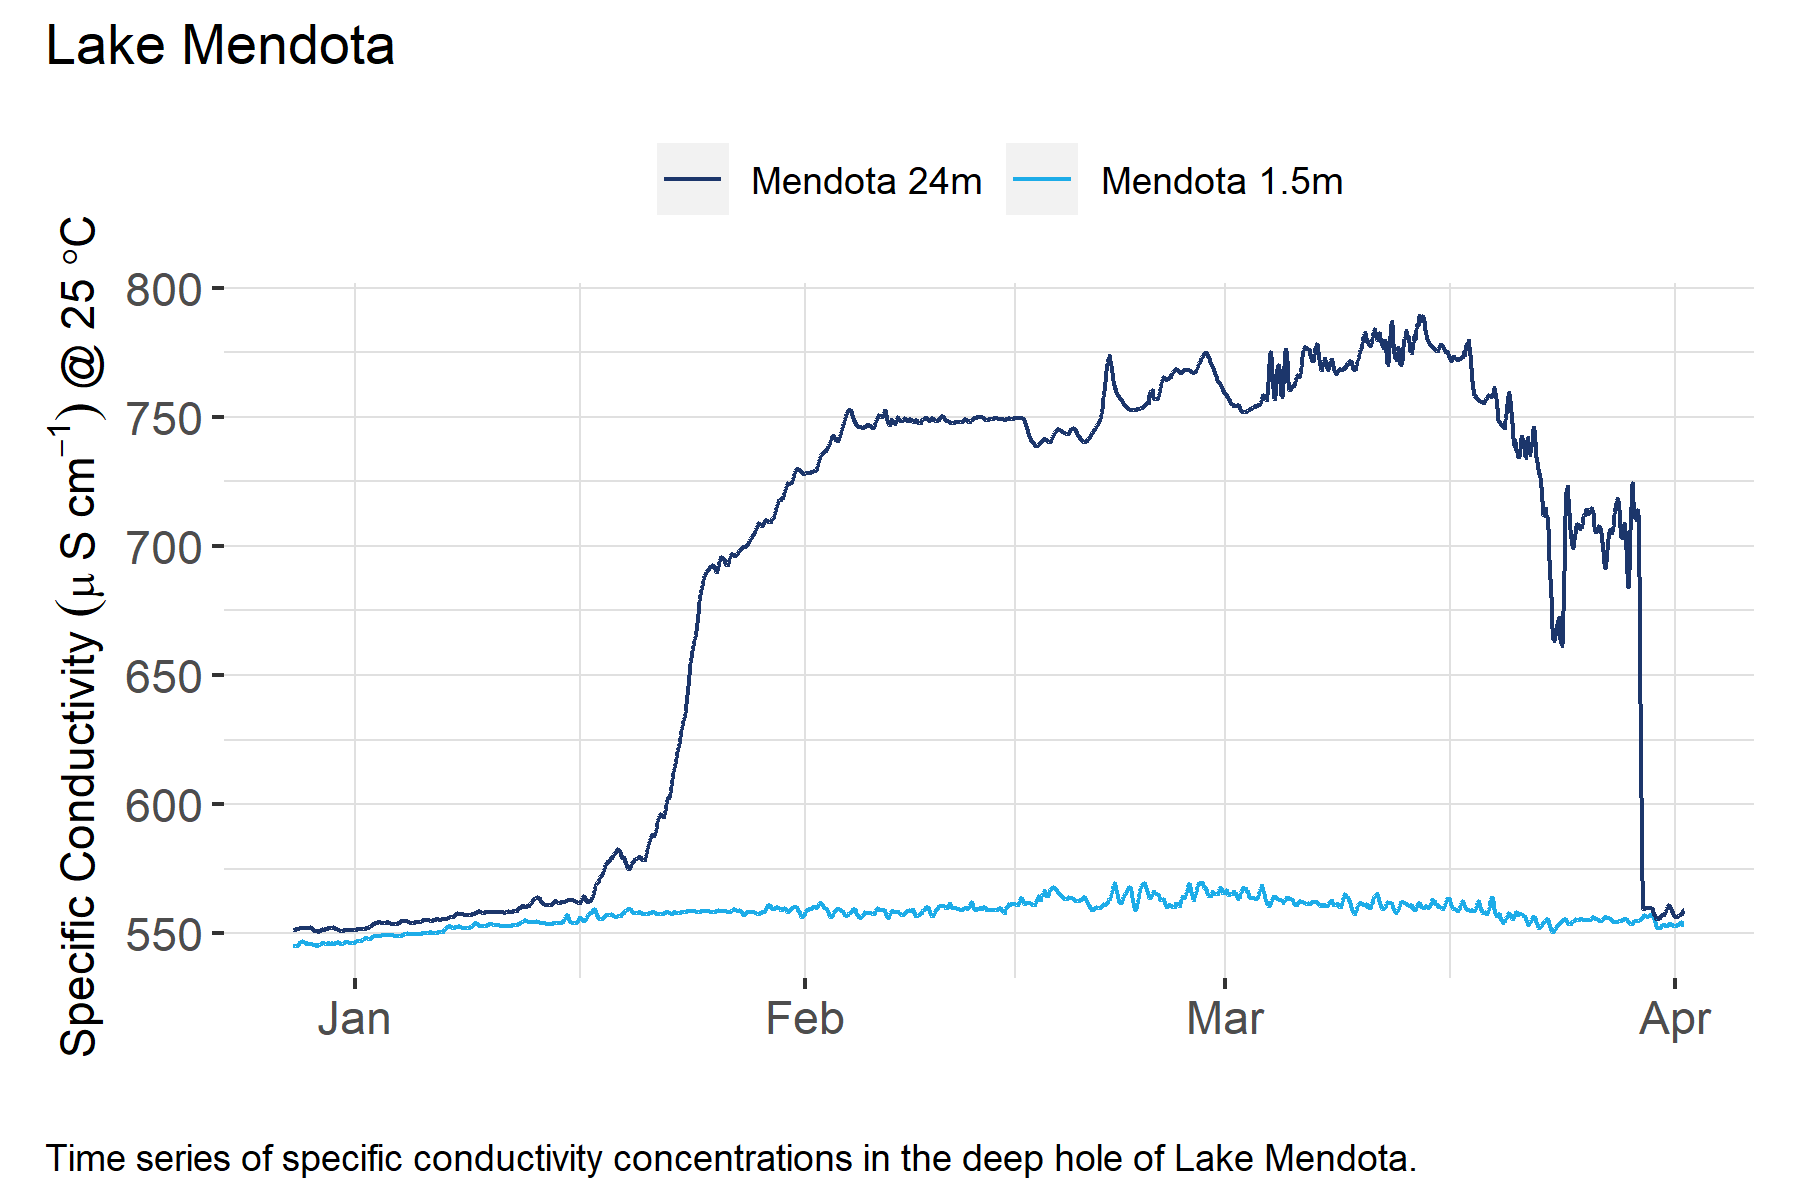 Lake Mendota
Mendota 24m
Mendota 1.5m
Specific Conductivity (μ S cm⁻¹) @ 25 °C
800
750
700
650
600
550
Jan
Feb
Mar
Apr
Time series of specific conductivity concentrations in the deep hole of Lake Mendota.